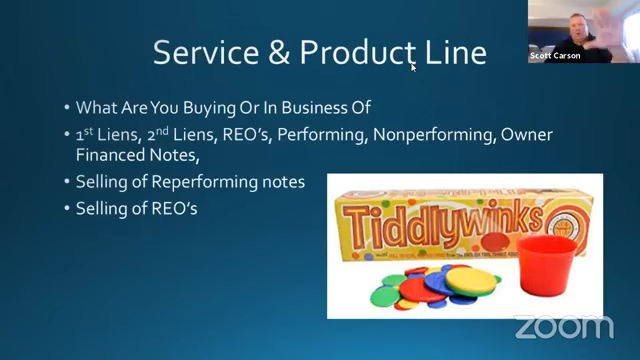 Service & Product Line
Scott Carson
• What Are You Buying Or In Business Of
• 1st Liens, 2nd Liens, REO's, Performing, Nonperforming, Owner
Financed Notes,
• Selling of Reperforming notes
• Selling of REO's
Tiddlywinks
zoom